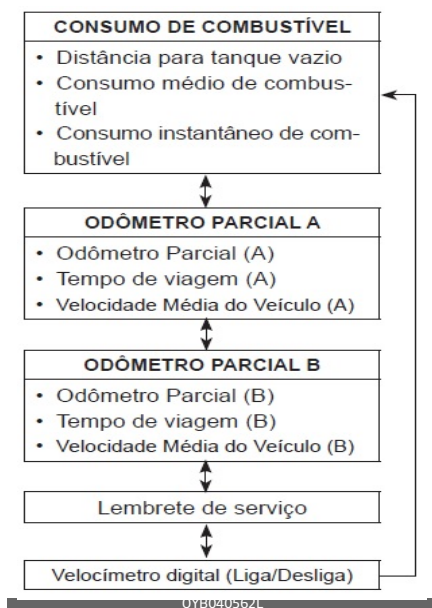 CONSUMO DE COMBUSTÍVEL
• Distância para tanque vazio
• Consumo médio de combus-
tível
• Consumo instantâneo de com-
bustível
ODÔMETRO PARCIAL A
• Odômetro Parcial (A)
• Tempo de viagem (A)
• Velocidade Média do Veículo (A)
ODÔMETRO PARCIAL B
• Odômetro Parcial (B)
• Tempo de viagem (B)
• Velocidade Média do Veículo (B)
Lembrete de serviço
Velocímetro digital (Liga/Desliga)
OYB040562L